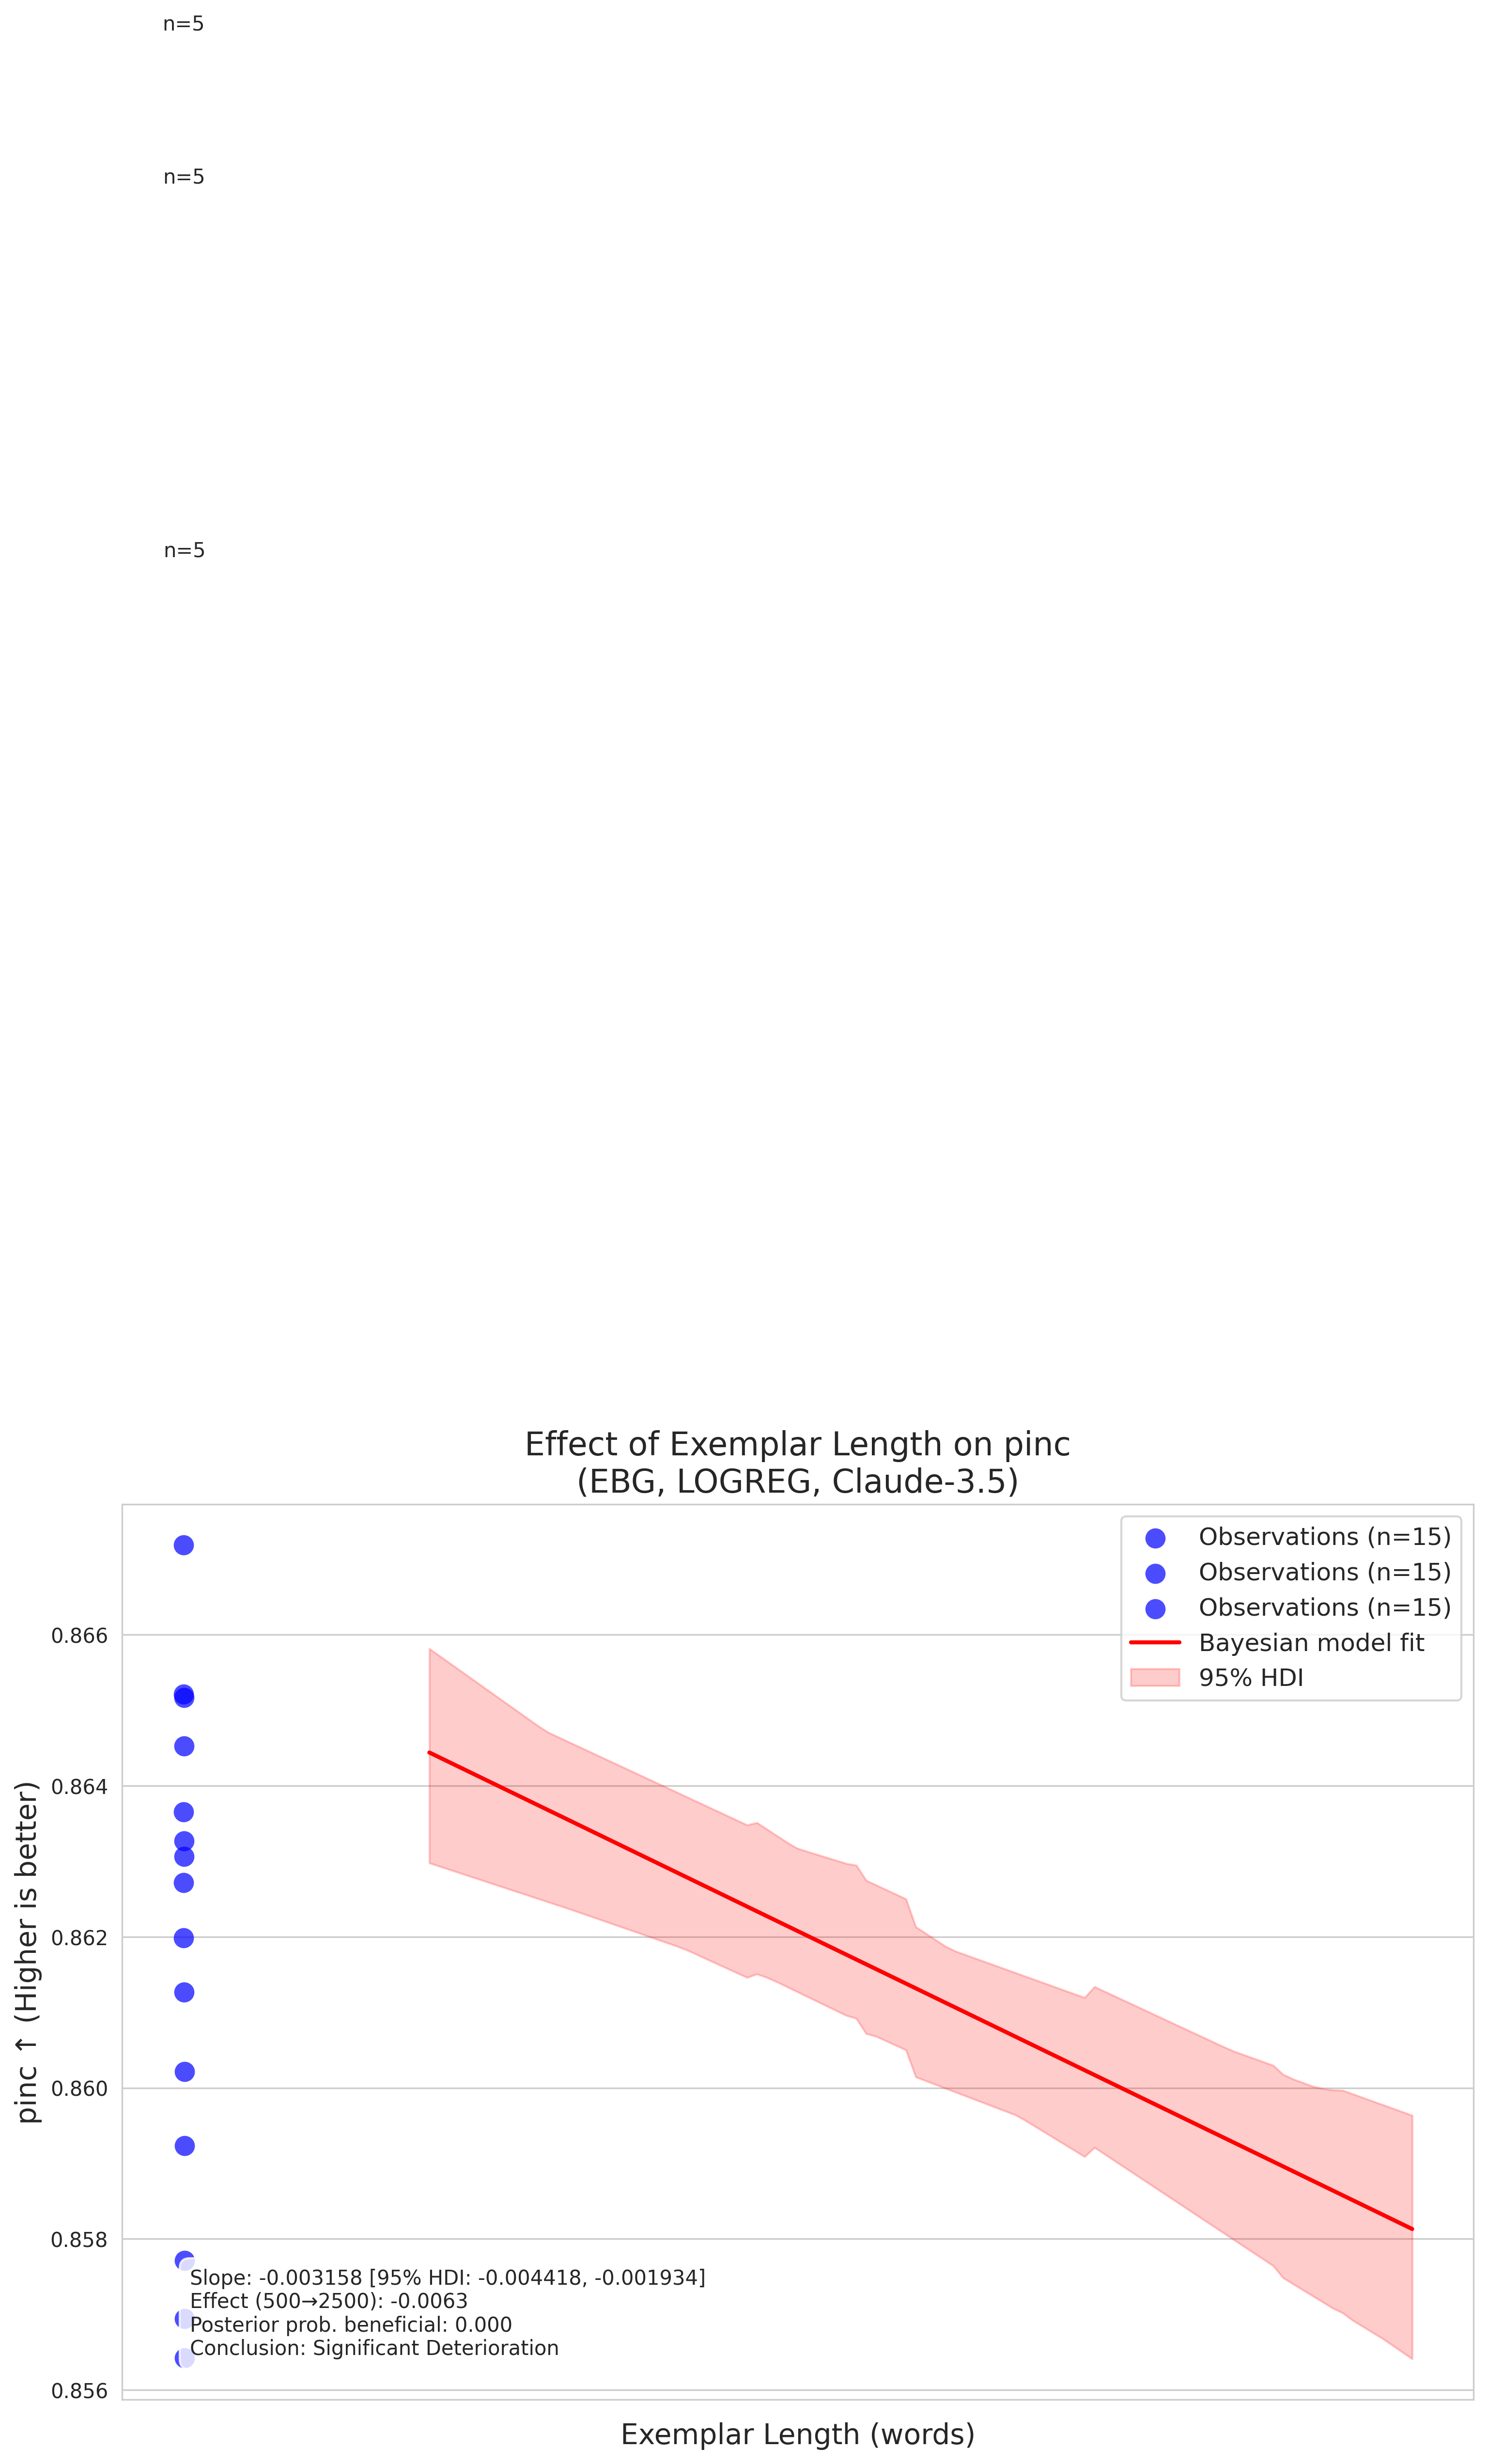 n=5
n=5
n=5
Effect of Exemplar Length on pinc
(EBG, LOGREG, Claude-3.5)
Observations (n=15)
Observations (n=15)
Observations (n=15)
Bayesian model fit
95% HDI
pinc ↑ (Higher is better)
0.866
0.864
0.862
0.860
0.858
0.856
Slope: -0.003158 [95% HDI: -0.004418, -0.001934]
Effect (500→2500): -0.0063
Posterior prob. beneficial: 0.000
Conclusion: Significant Deterioration
Exemplar Length (words)